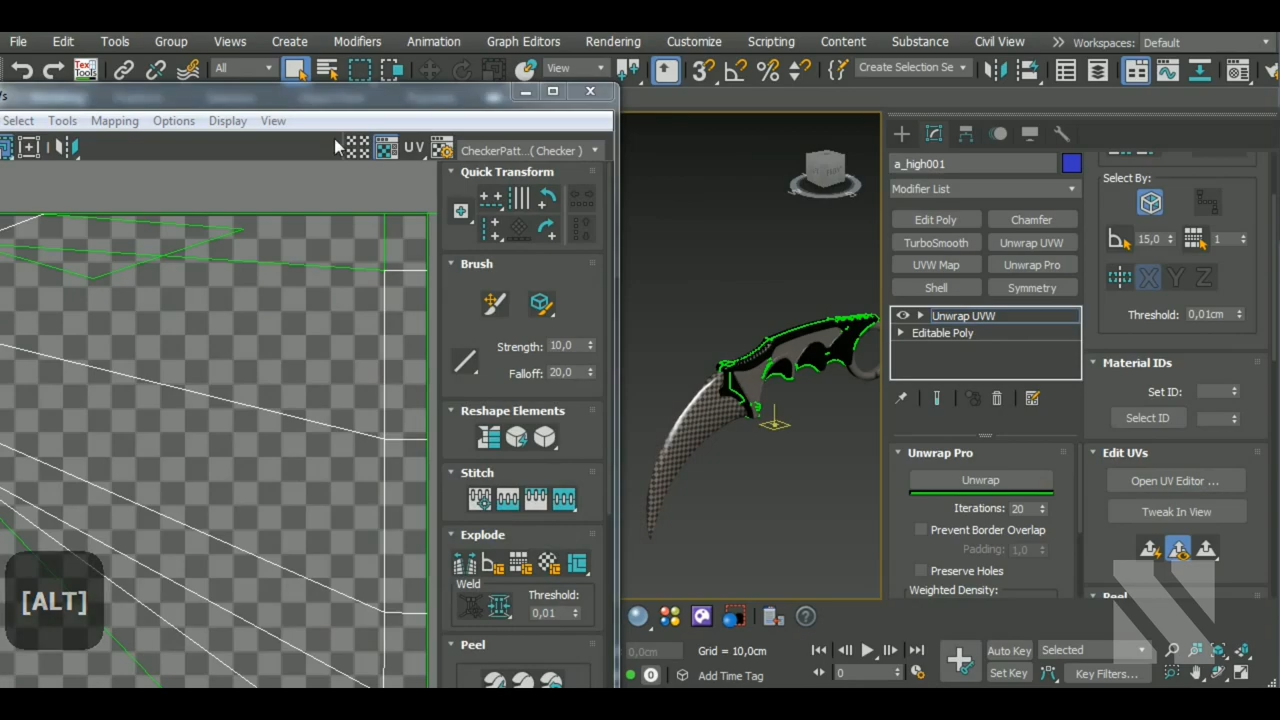 File Edit Tools Group Views Create Modifiers Animation Graph Editors Rendering Customize Scripting Content Substance Civil View Workspaces: Default
Tex Tools All View Create Selection Se
Select Tools Mapping Options Display View
UV CheckerPatt...(Checker )
Quick Transform
Brush
Strength: 10,0
Falloff: 20,0
Reshape Elements
Stitch
Explode
Weld
Threshold:
0,01
Peel
[ALT]
a_high001
Modifier List
Edit Poly Chamfer
TurboSmooth Unwrap UVW
UVW Map Unwrap Pro
Shell Symmetry
Unwrap UVW
Editable Poly
Unwrap Pro
Unwrap
Iterations: 20
Prevent Border Overlap
Padding: 1,0
Preserve Holes
Weighted Density:
Select By:
15,0 1
X Y Z
Threshold: 0,01cm
Material IDs
Set ID:
Select ID
Edit UVs
Open UV Editor ...
Tweak In View
Peel
0,0cm Grid = 10,0cm 0 Auto Key Selected
0 Add Time Tag Set Key Key Filters...